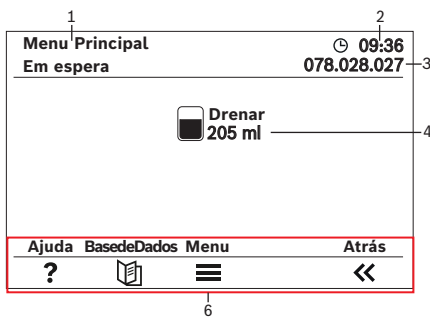 1
2
Menu Principal
09:36
Em espera
078.028.027
3
Drenar
205 ml
4
Ajuda BasedeDados Menu Atrás
?
6